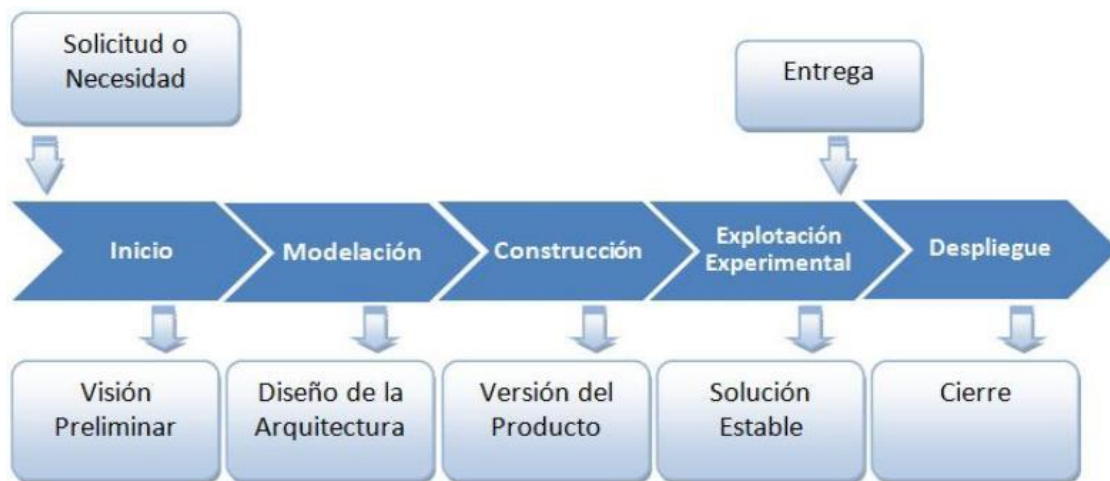 Solicitud o
Necesidad
Entrega
Inicio
Modelación
Construcción
Explotación
Experimental
Despliegue
Visión
Preliminar
Diseño de la
Arquitectura
Versión del
Producto
Solución
Estable
Cierre